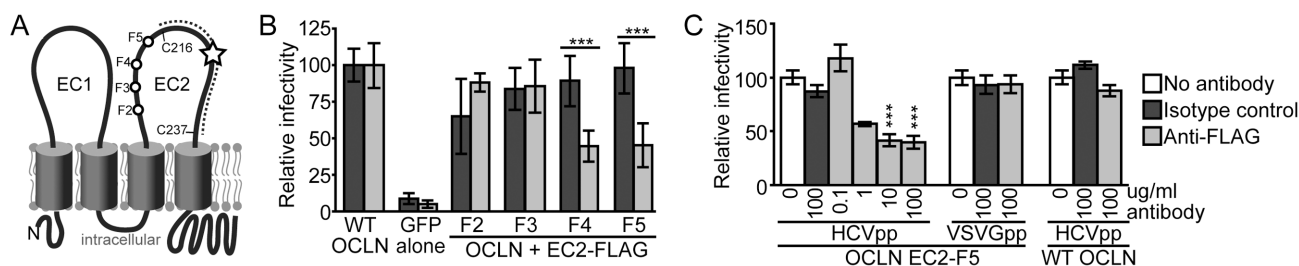 A
F5
C216
F4
EC1
EC2
F3
F2
C237
N
intracellular
B
Relative infectivity
125
100
75
50
25
0
***
***
WT
OCLN
GFP
alone
F2
F3
F4
F5
OCLN + EC2-FLAG
C
Relative infectivity
150
100
50
0
***
***
0
100
0.1
1
10
100
0
100
100
0
100
100
ug/ml
antibody
HCVpp
VSVGpp
HCVpp
OCLN EC2-F5
WT OCLN
No antibody
Isotype control
Anti-FLAG